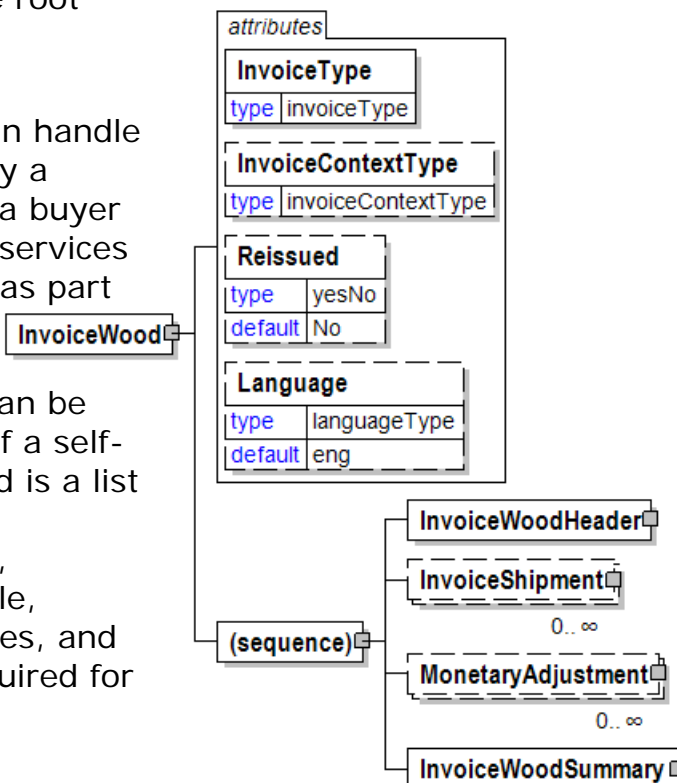 e root
n handle
y a
a buyer
services
as part
an be
f a self-
d is a list
,
le,
es, and
uired for
InvoiceWood
attributes
InvoiceType
type invoiceType
InvoiceContextType
type invoiceContextType
Reissued
type yesNo
default No
Language
type languageType
default eng
(sequence)
InvoiceWoodHeader
InvoiceShipment
0.. ∞
MonetaryAdjustment
0.. ∞
InvoiceWoodSummary